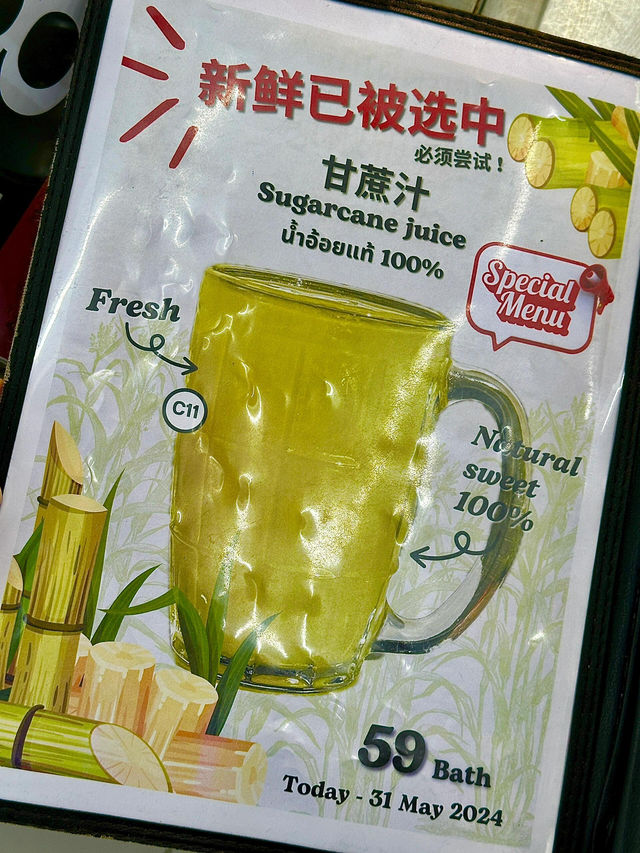 新鲜已被选中
必须尝试！
甘蔗汁
Sugarcane juice
น้ำอ้อยแท้ 100%
Special
Menu
Fresh
C11
Natural
sweet
100%
59 Bath
Today - 31 May 2024